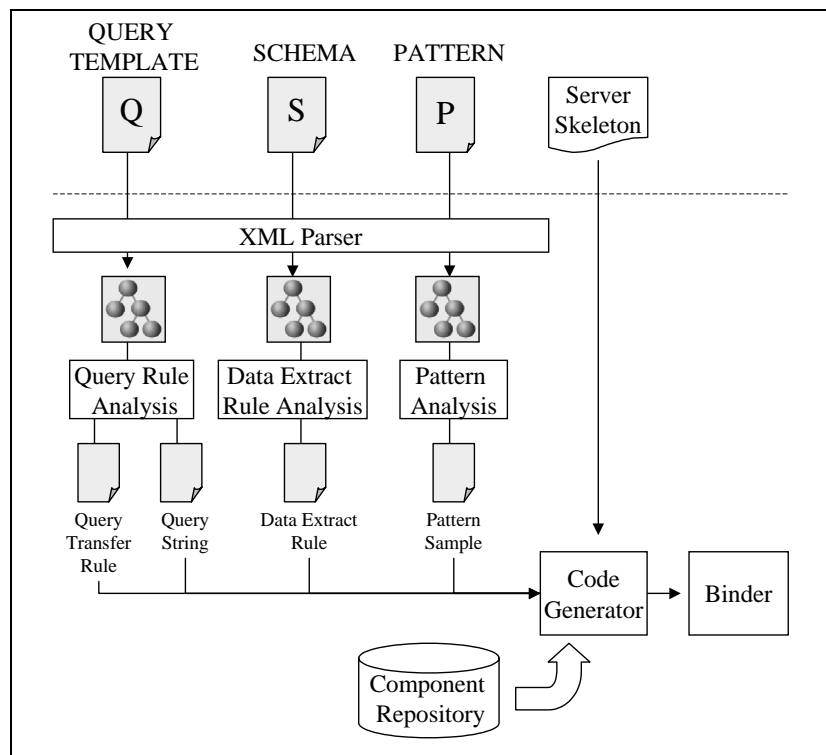 QUERY
TEMPLATE
SCHEMA
PATTERN
Server
Skeleton
Q
S
P
XML Parser
Query Rule
Analysis
Data Extract
Rule Analysis
Pattern
Analysis
Query
Transfer
Rule
Query
String
Data Extract
Rule
Pattern
Sample
Code
Generator
Binder
Component
Repository